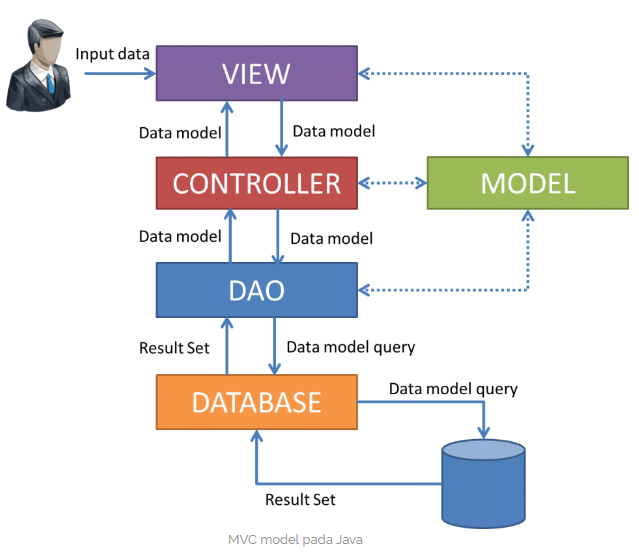 Input data
VIEW
Data model
Data model
CONTROLLER
MODEL
Data model
Data model
DAO
Result Set
Data model query
DATABASE
Data model query
Result Set
MVC model pada Java